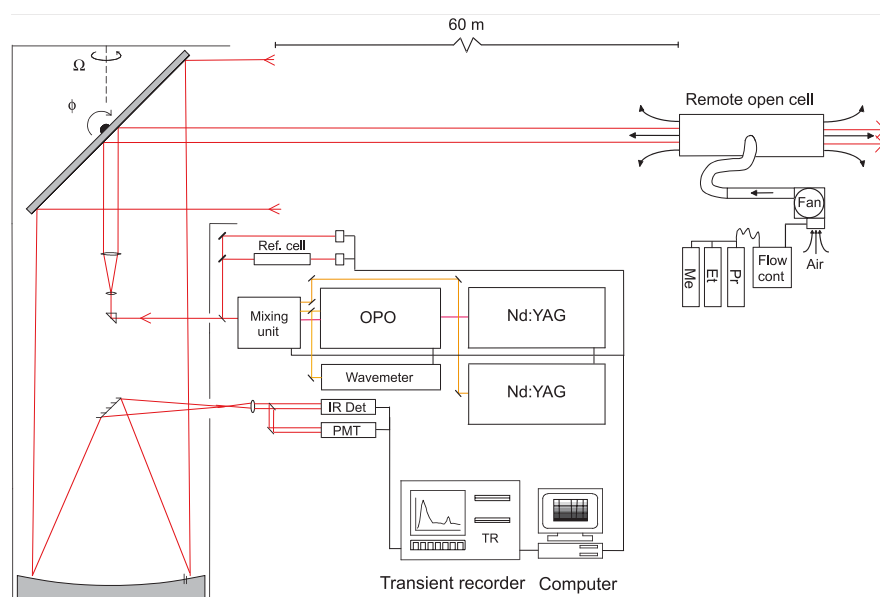 60 m
Ω
ϕ
Remote open cell
Fan
Air
Me
Et
Pr
Flow
cont
Ref. cell
Mixing
unit
OPO
Nd:YAG
Wavemeter
Nd:YAG
IR Det
PMT
TR
Transient recorder
Computer